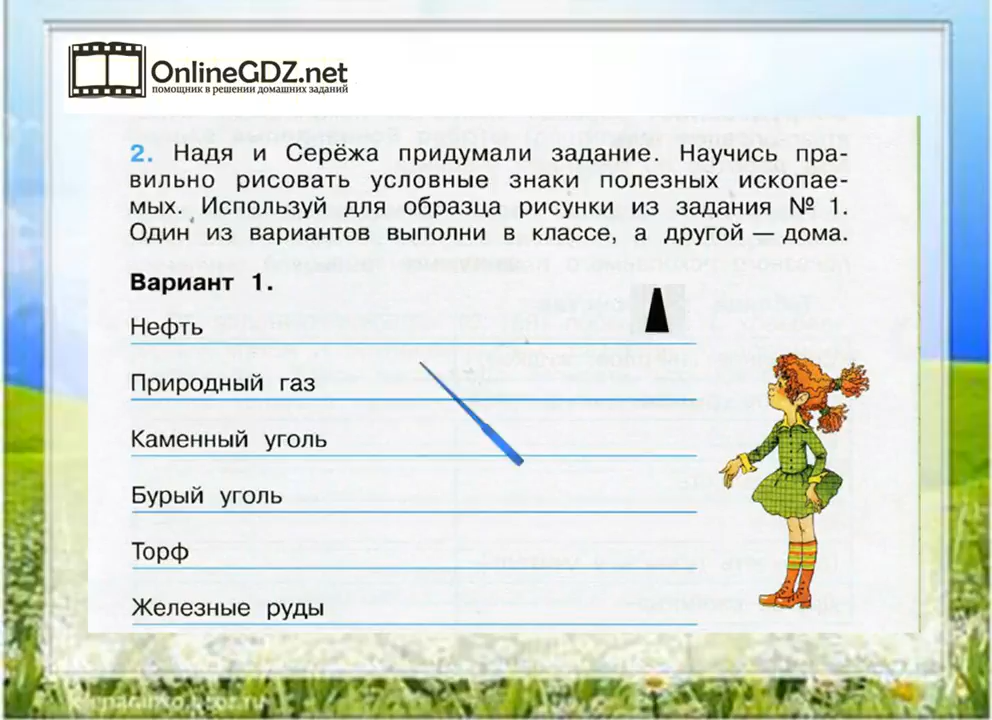 OnlineGDZ.net
помощник в решении домашних заданий
2. Надя и Серёжа придумали задание. Научись пра-
вильно рисовать условные знаки полезных ископае-
мых. Используй для образца рисунки из задания № 1.
Один из вариантов выполни в классе, а другой — дома.
Вариант 1.
Нефть
Природный газ
Каменный уголь
Бурый уголь
Торф
Железные руды